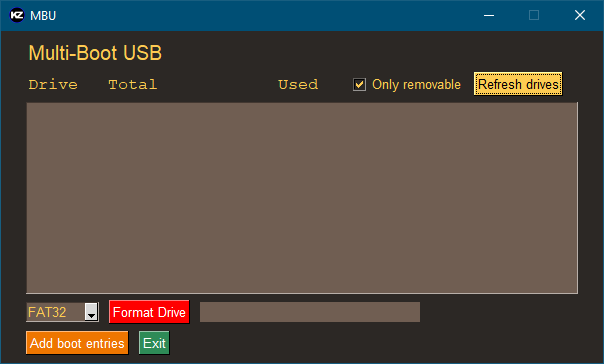 KZ MBU
Multi-Boot USB
Drive Total Used Only removable Refresh drives
FAT32 Format Drive
Add boot entries Exit